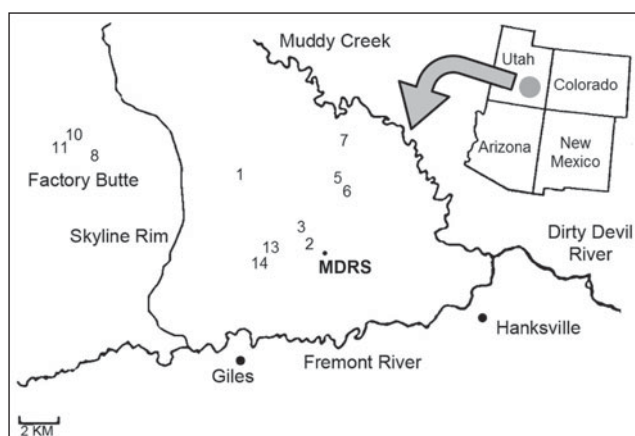 Muddy Creek
Utah
Colorado
Arizona
New
Mexico
10
11
8
7
Factory Butte
1
5
6
Skyline Rim
3
13
2
14
MDRS
Dirty Devil
River
Hanksville
Fremont River
Giles
2 KM